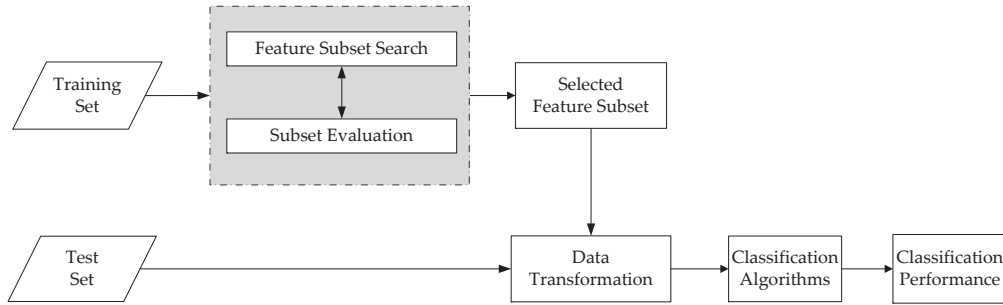 Feature Subset Search
Training
Set
Selected
Feature Subset
Subset Evaluation
Test
Set
Data
Transformation
Classification
Algorithms
Classification
Performance